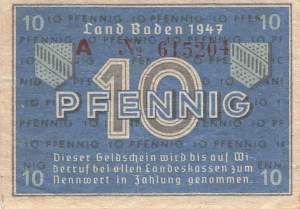 10 10
Land Baden 1947
A № 615204
10
PFENNIG
Dieser Geldschein wird bis auf Wi-
derruf bei allen Landeskassen zum
Nennwert in Zahlung genommen.
10 10